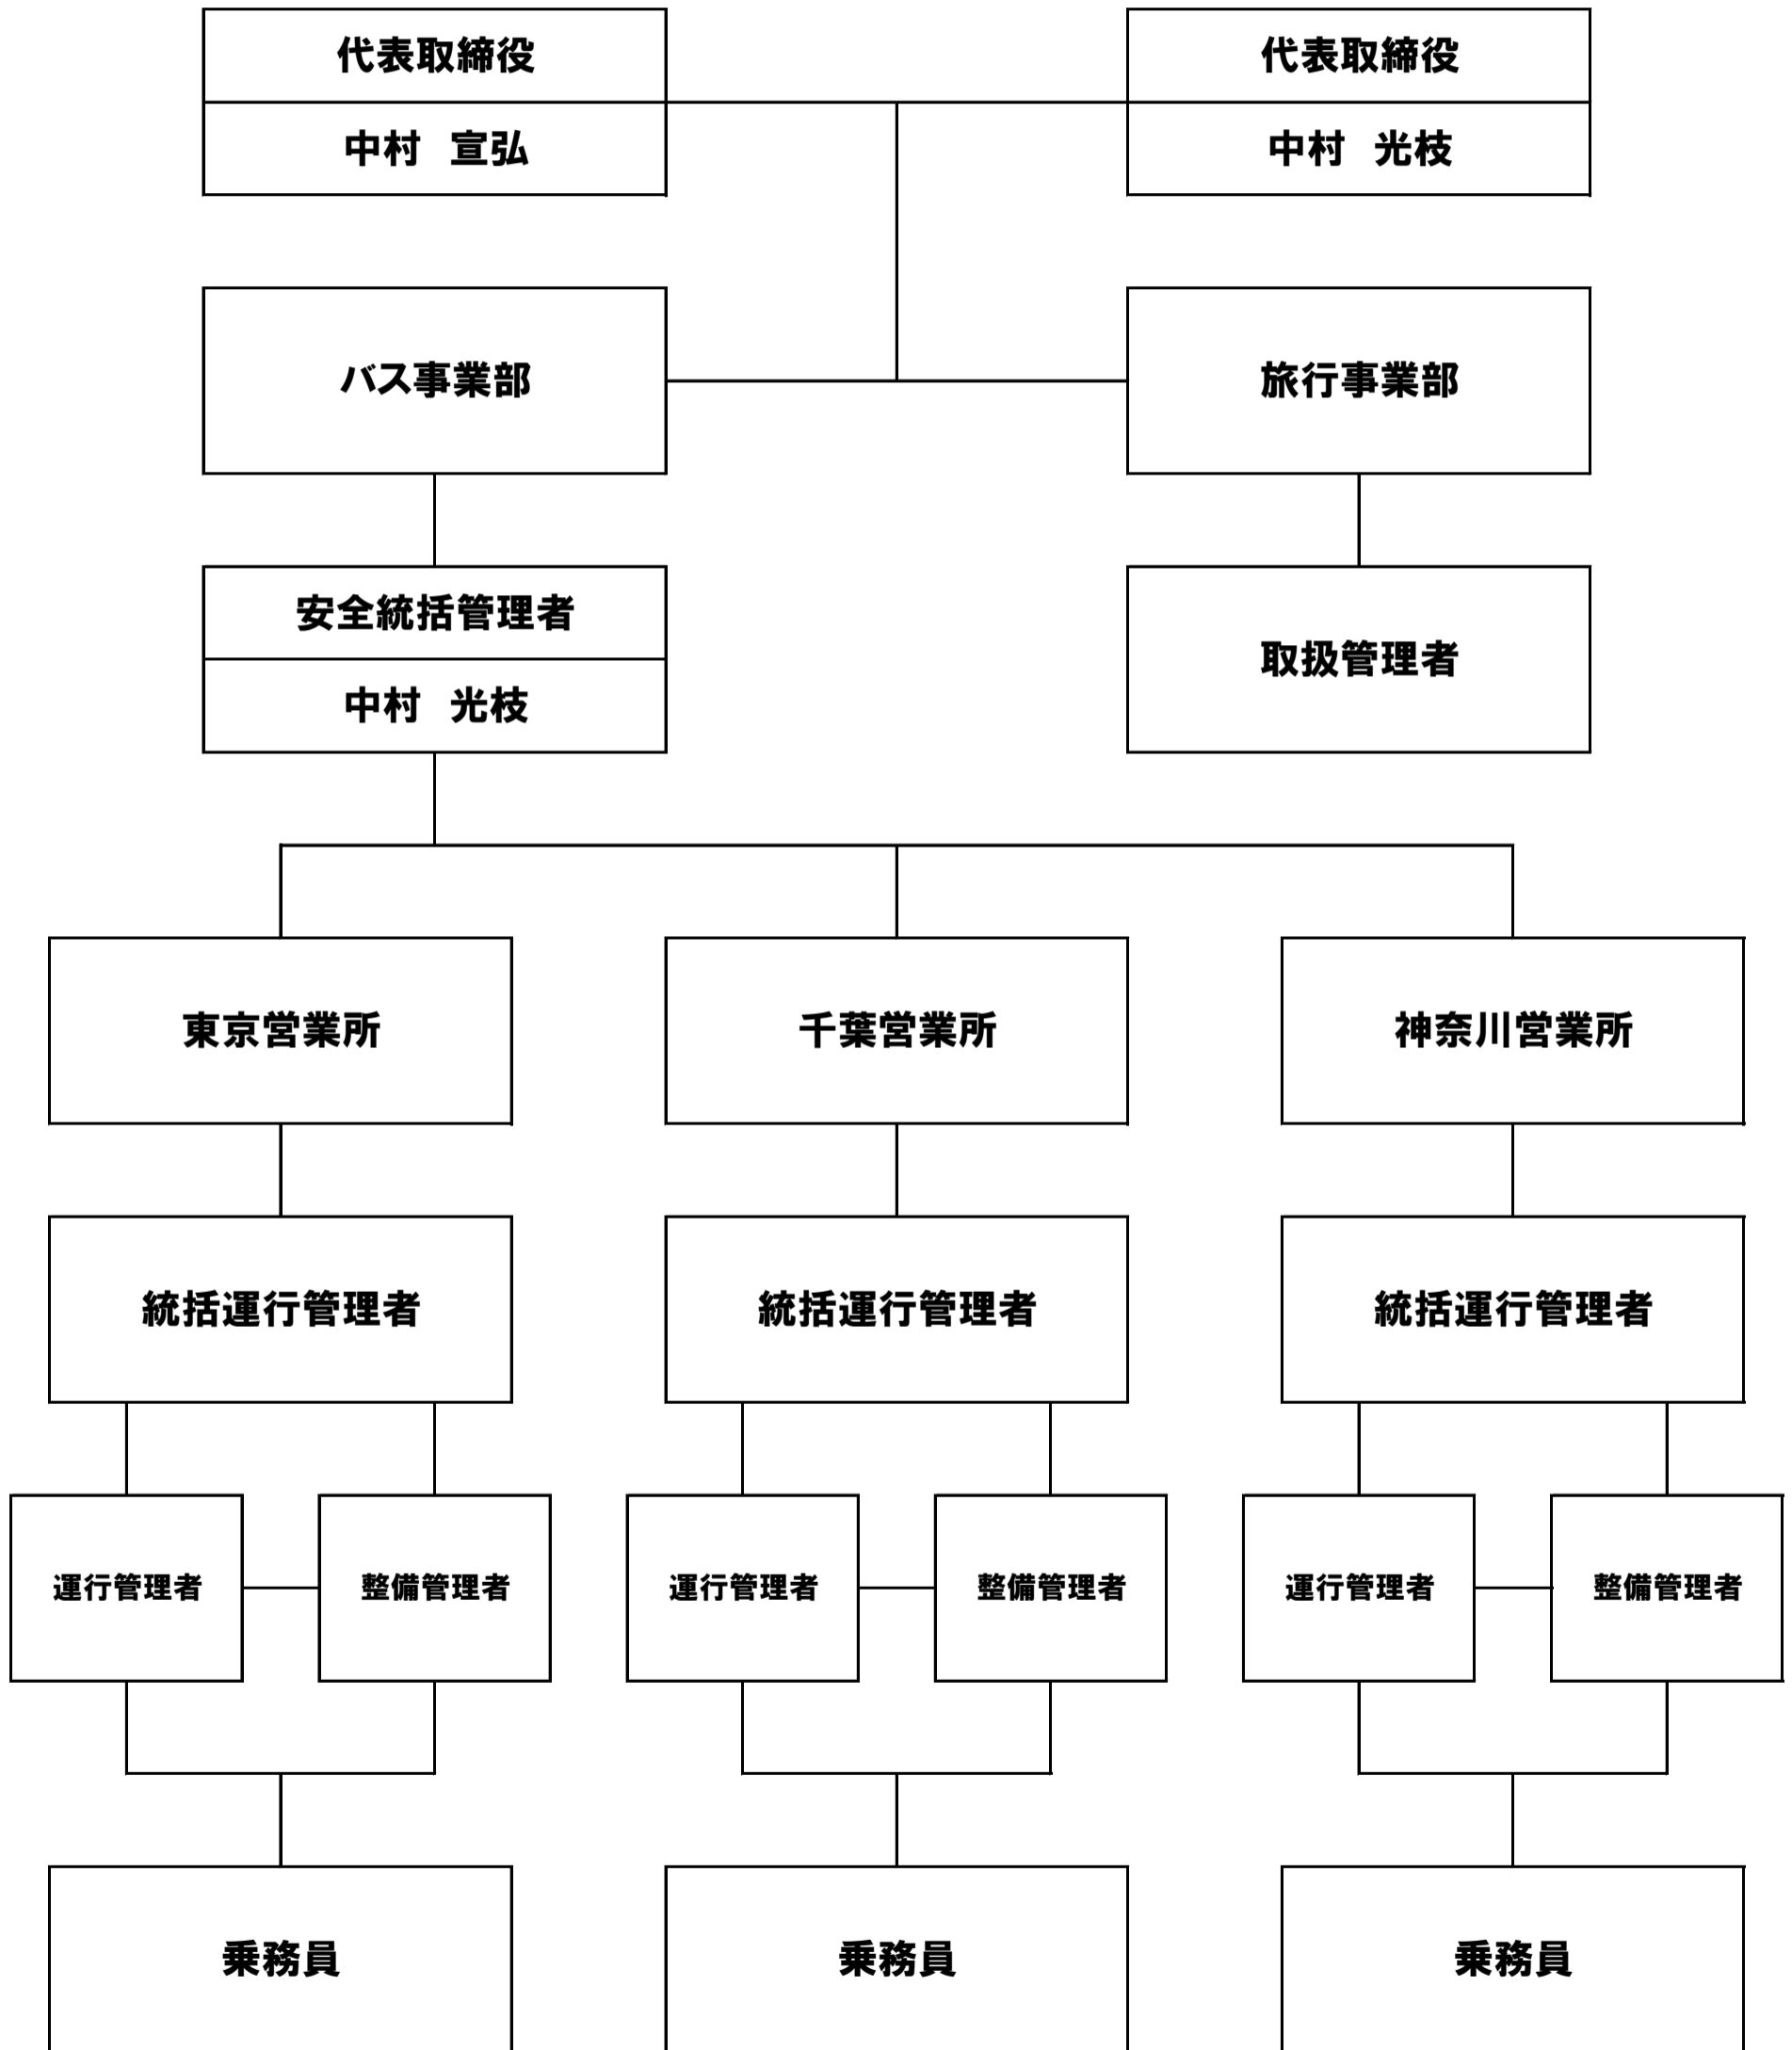 代表取締役
中村 宣弘
代表取締役
中村 光枝
バス事業部
旅行事業部
安全統括管理者
中村 光枝
取扱管理者
東京営業所
千葉営業所
神奈川営業所
統括運行管理者
統括運行管理者
統括運行管理者
運行管理者
整備管理者
運行管理者
整備管理者
運行管理者
整備管理者
乗務員
乗務員
乗務員